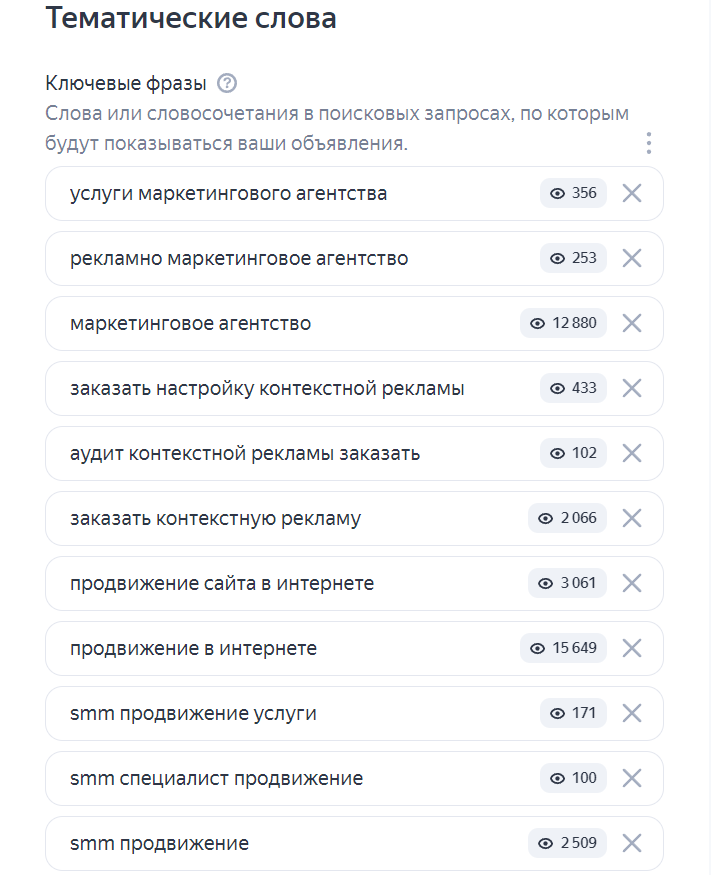 Тематические слова
Ключевые фразы ?
Слова или словосочетания в поисковых запросах, по которым
будут показываться ваши объявления.
услуги маркетингового агентства 356
рекламно маркетинговое агентство 253
маркетинговое агентство 12 880
заказать настройку контекстной рекламы 433
аудит контекстной рекламы заказать 102
заказать контекстную рекламу 2 066
продвижение сайта в интернете 3 061
продвижение в интернете 15 649
smm продвижение услуги 171
smm специалист продвижение 100
smm продвижение 2 509